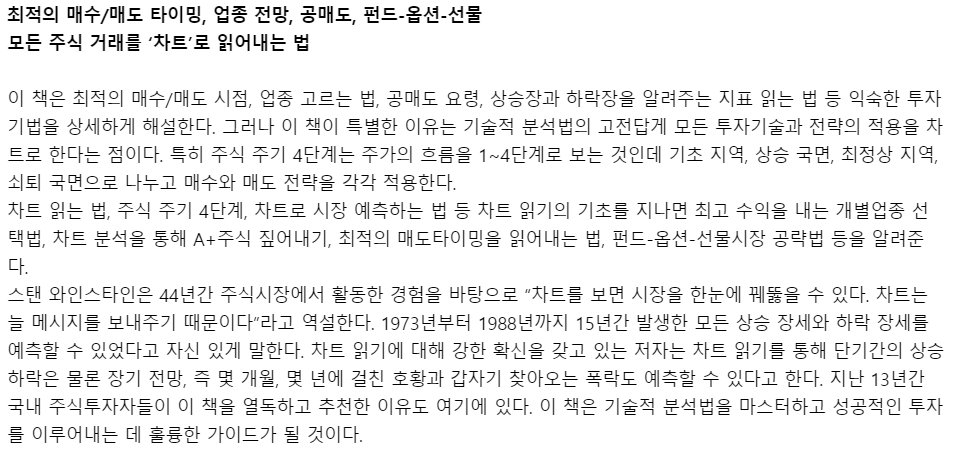 최적의 매수/매도 타이밍, 업종 전망, 공매도, 펀드-옵션-선물
모든 주식 거래를 ‘차트’로 읽어내는 법
이 책은 최적의 매수/매도 시점, 업종 고르는 법, 공매도 요령, 상승장과 하락장을 알려주는 지표 읽는 법 등 익숙한 투자
기법을 상세하게 해설한다. 그러나 이 책이 특별한 이유는 기술적 분석법의 고전답게 모든 투자기술과 전략의 적용을 차
트로 한다는 점이다. 특히 주식 주기 4단계는 주가의 흐름을 1~4단계로 보는 것인데 기초 지역, 상승 국면, 최정상 지역,
쇠퇴 국면으로 나누고 매수와 매도 전략을 각각 적용한다.
차트 읽는 법, 주식 주기 4단계, 차트로 시장 예측하는 법 등 차트 읽기의 기초를 지나면 최고 수익을 내는 개별업종 선
택법, 차트 분석을 통해 A+주식 짚어내기, 최적의 매도타이밍을 읽어내는 법, 펀드-옵션-선물시장 공략법 등을 알려준
다.
스탠 와인스타인은 44년간 주식시장에서 활동한 경험을 바탕으로 “차트를 보면 시장을 한눈에 꿰뚫을 수 있다. 차트는
늘 메시지를 보내주기 때문이다”라고 역설한다. 1973년부터 1988년까지 15년간 발생한 모든 상승 장세와 하락 장세를
예측할 수 있었다고 자신 있게 말한다. 차트 읽기에 대해 강한 확신을 갖고 있는 저자는 차트 읽기를 통해 단기간의 상승
하락은 물론 장기 전망, 즉 몇 개월, 몇 년에 걸친 호황과 갑자기 찾아오는 폭락도 예측할 수 있다고 한다. 지난 13년간
국내 주식투자자들이 이 책을 열독하고 추천한 이유도 여기에 있다. 이 책은 기술적 분석법을 마스터하고 성공적인 투자
를 이루어내는 데 훌륭한 가이드가 될 것이다.